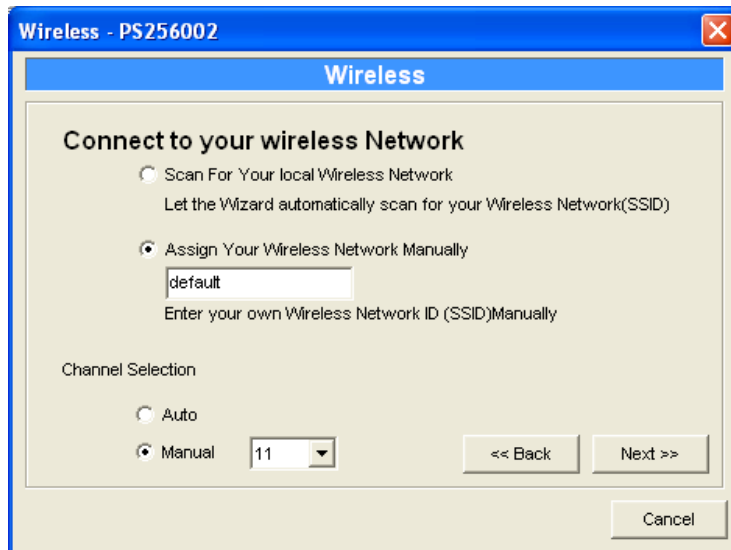 Wireless - PS256002
Wireless
Connect to your wireless Network
Scan For Your local Wireless Network
Let the Wizard automatically scan for your Wireless Network(SSID)
Assign Your Wireless Network Manually
default
Enter your own Wireless Network ID (SSID)Manually
Channel Selection
Auto
Manual 11 << Back Next >>
Cancel